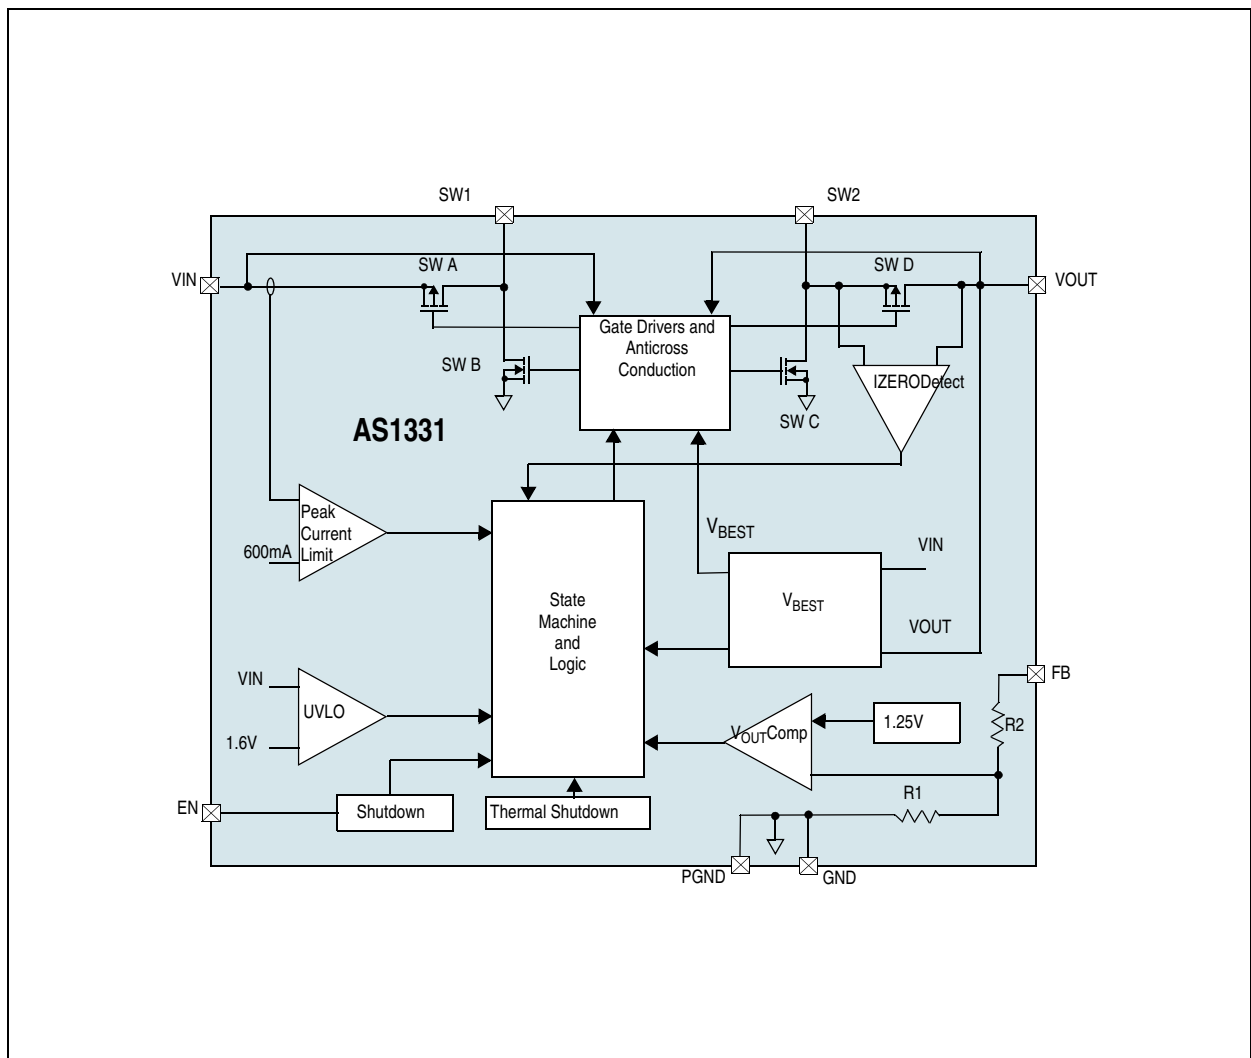 SW1
SW2
VIN
SW A
SW D
VOUT
Gate Drivers and
Anticross
Conduction
SW B
IZERODetect
SW C
AS1331
Peak
Current
Limit
600mA
VBEST
VIN
VBEST
State
Machine
and
Logic
VOUT
VIN
UVLO
1.6V
FB
1.25V
VOUTComp
R2
R1
EN
Shutdown
Thermal Shutdown
PGND
GND